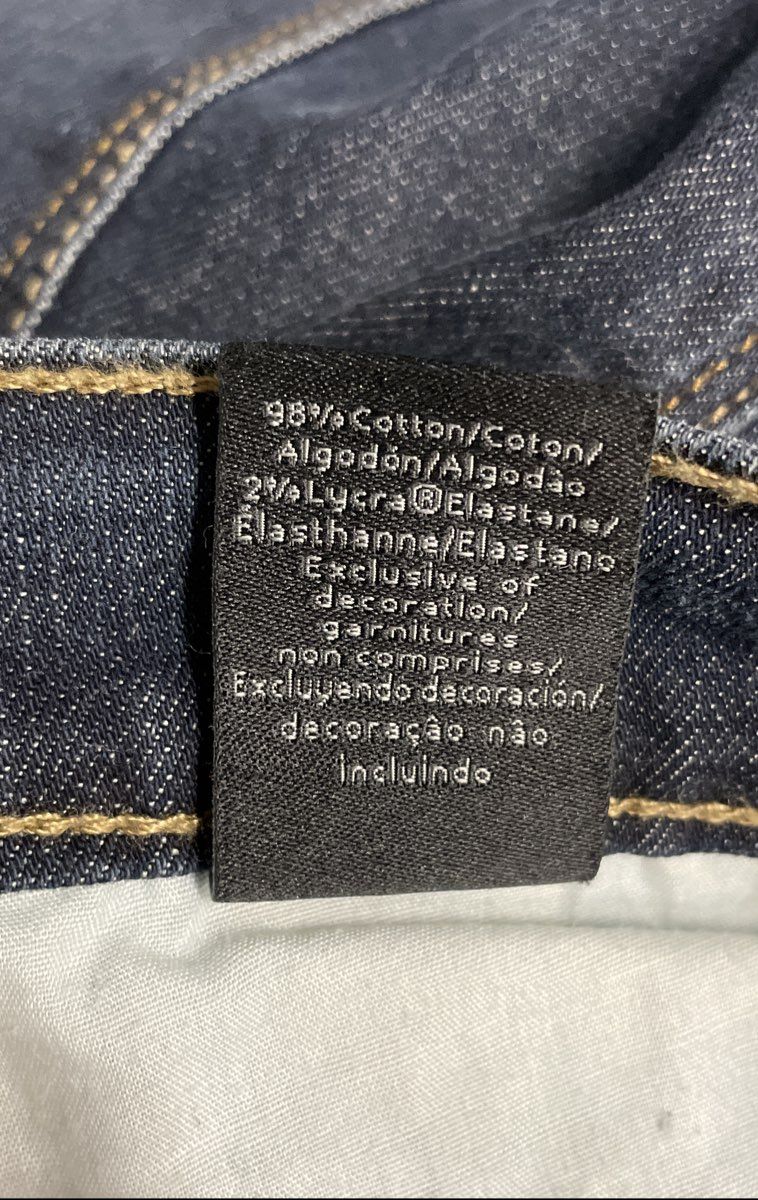 98% Cotton/Coton/
Algodón/Algodão
2% Lycra® Elastane/
Élasthanne/Elastano
Exclusive of
decoration/
garnitures
non comprises/
Excluyendo decoración/
decoração não
incluindo